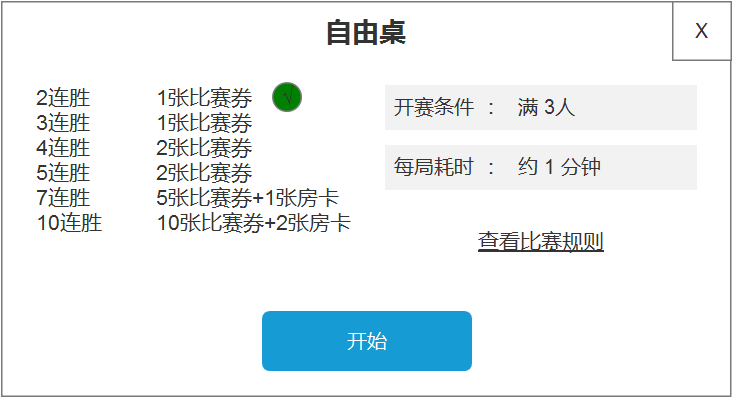 自由桌
X
2连胜 1张比赛券 √
3连胜 1张比赛券
4连胜 2张比赛券
5连胜 2张比赛券
7连胜 5张比赛券+1张房卡
10连胜 10张比赛券+2张房卡
开赛条件 ： 满 3人
每局耗时 ： 约 1 分钟
查看比赛规则
开始